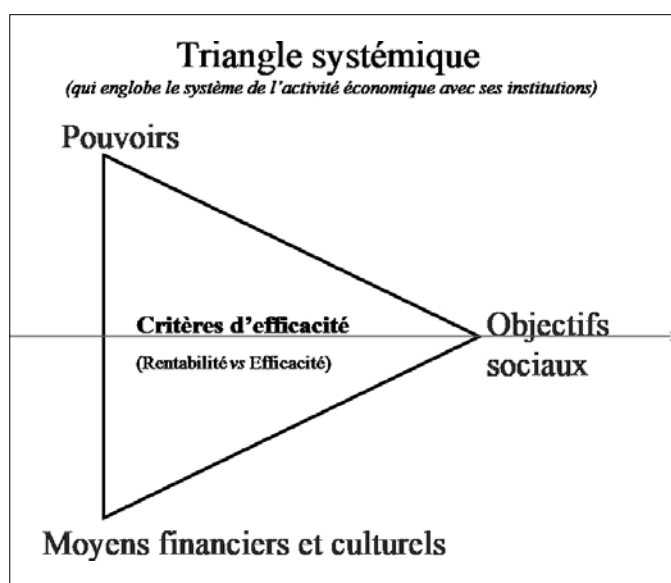 Triangle systémique
(qui englobe le système de l'activité économique avec ses institutions)
Pouvoirs
Critères d'efficacité
(Rentabilité vs Efficacité)
Objectifs
sociaux
Moyens financiers et culturels